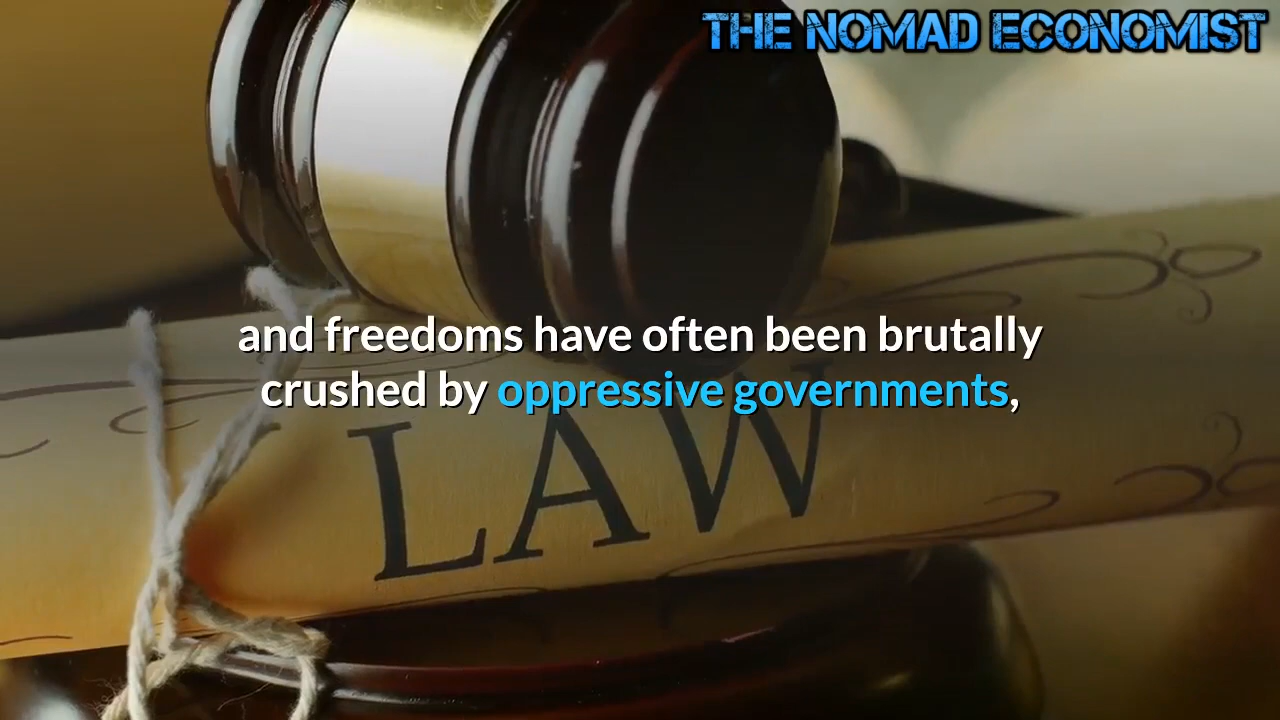 THE NOMAD ECONOMIST
and freedoms have often been brutally
crushed by oppressive governments,
LAW